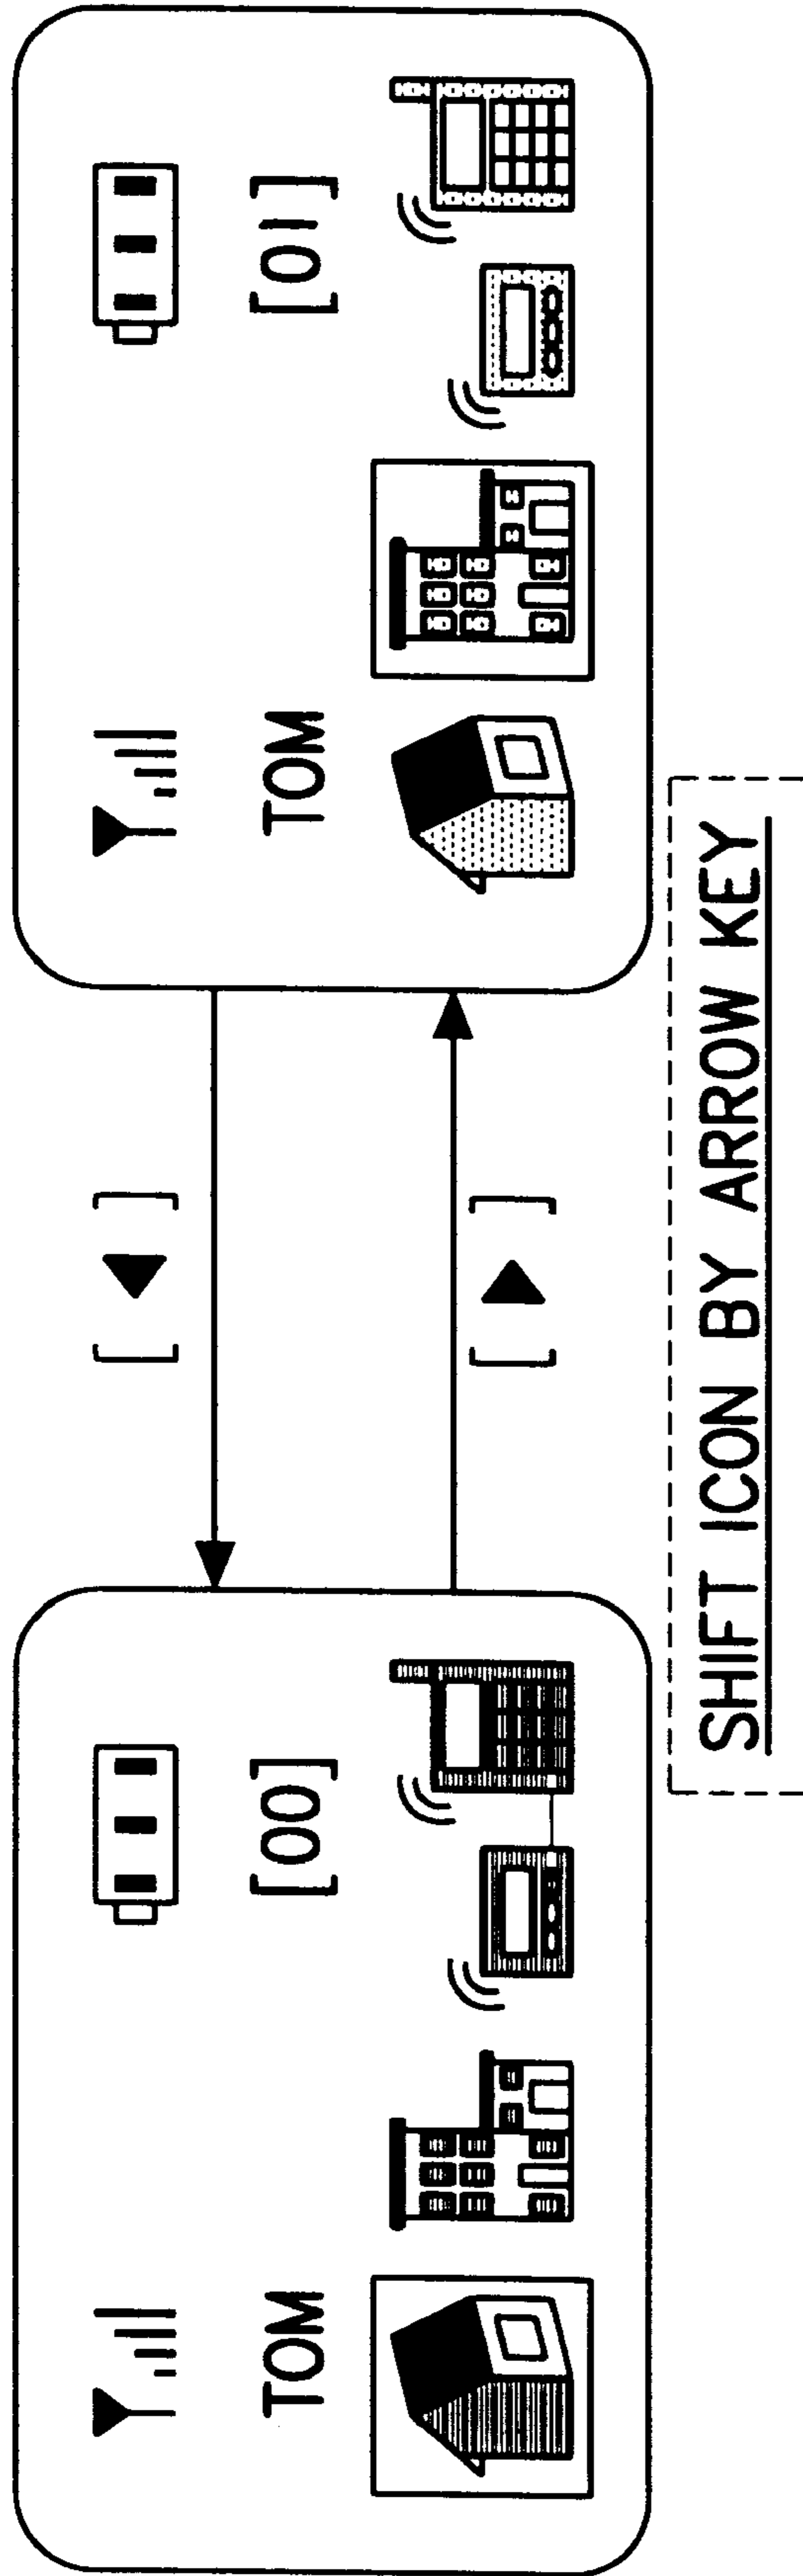 [◀]
TOM [00]
TOM [01]
[▶]
SHIFT ICON BY ARROW KEY